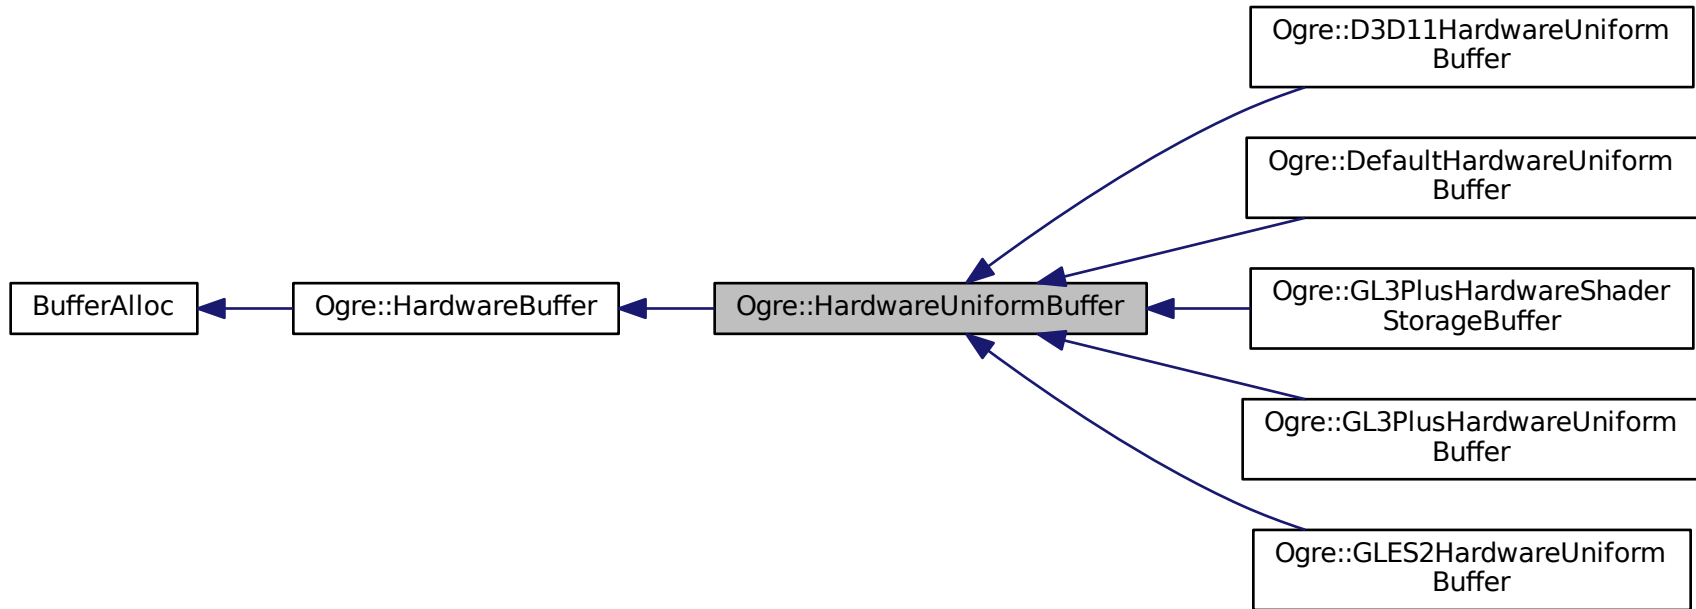 Ogre::D3D11HardwareUniform
Buffer
Ogre::DefaultHardwareUniform
Buffer
BufferAlloc
Ogre::HardwareBuffer
Ogre::HardwareUniformBuffer
Ogre::GL3PlusHardwareShader
StorageBuffer
Ogre::GL3PlusHardwareUniform
Buffer
Ogre::GLES2HardwareUniform
Buffer